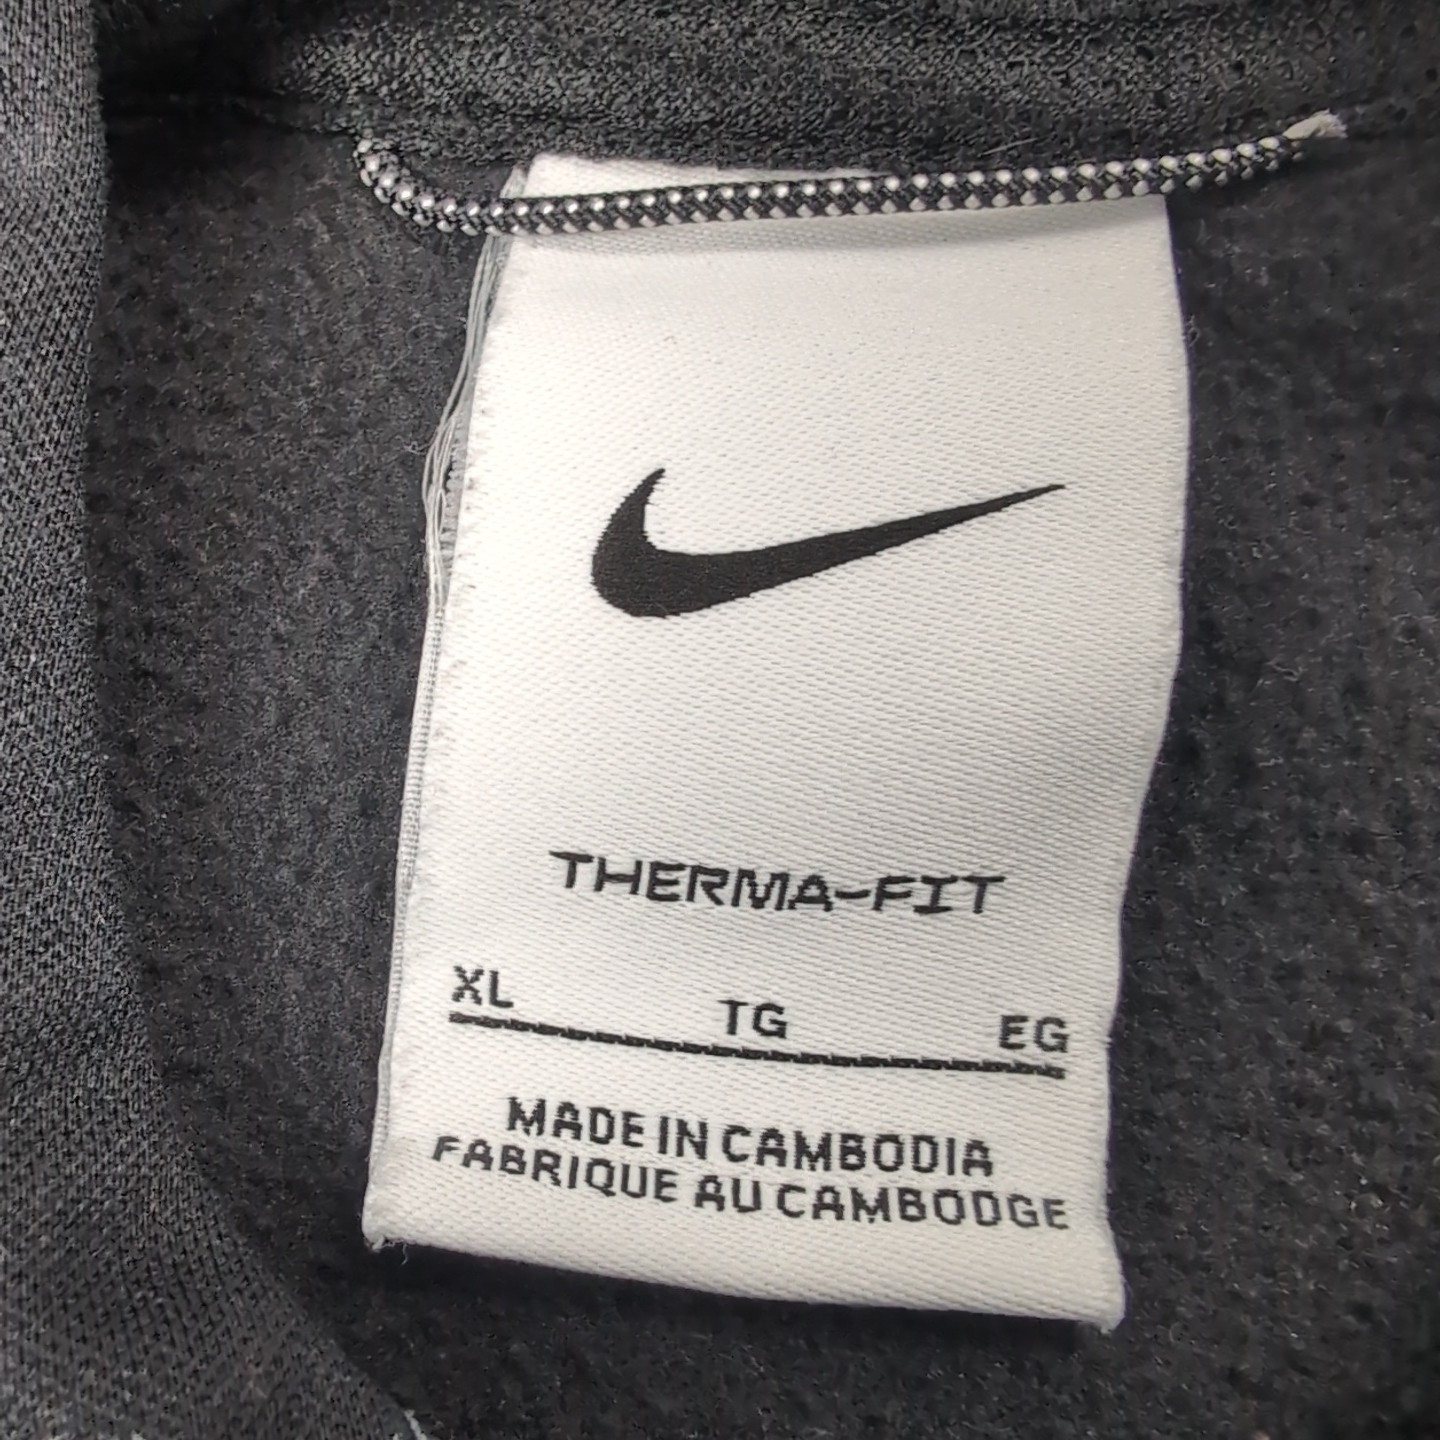 THERMA-FIT
XL TG EG
MADE IN CAMBODIA
FABRIQUE AU CAMBODGE